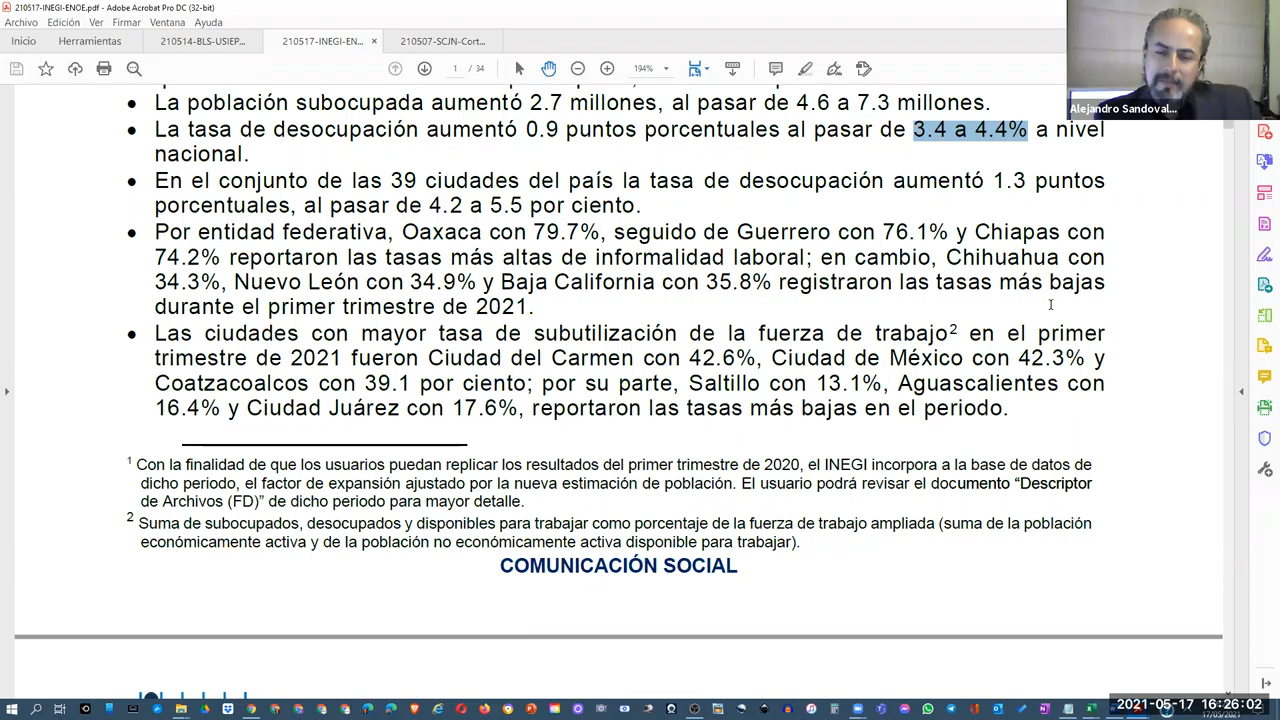 210517-INEGI-ENOE.pdf - Adobe Acrobat Pro DC (32-bit)
Archivo Edición Ver Firmar Ventana Ayuda
Inicio Herramientas 210514-BLS-USIEP... 210517-INEGI-EN... × 210507-SCJN-Cort...
1 / 34 194%
Alejandro Sandoval...
• La población subocupada aumentó 2.7 millones, al pasar de 4.6 a 7.3 millones.
• La tasa de desocupación aumentó 0.9 puntos porcentuales al pasar de 3.4 a 4.4% a nivel
nacional.
• En el conjunto de las 39 ciudades del país la tasa de desocupación aumentó 1.3 puntos
porcentuales, al pasar de 4.2 a 5.5 por ciento.
• Por entidad federativa, Oaxaca con 79.7%, seguido de Guerrero con 76.1% y Chiapas con
74.2% reportaron las tasas más altas de informalidad laboral; en cambio, Chihuahua con
34.3%, Nuevo León con 34.9% y Baja California con 35.8% registraron las tasas más bajas
durante el primer trimestre de 2021.
• Las ciudades con mayor tasa de subutilización de la fuerza de trabajo² en el primer
trimestre de 2021 fueron Ciudad del Carmen con 42.6%, Ciudad de México con 42.3% y
Coatzacoalcos con 39.1 por ciento; por su parte, Saltillo con 13.1%, Aguascalientes con
16.4% y Ciudad Juárez con 17.6%, reportaron las tasas más bajas en el periodo.
¹ Con la finalidad de que los usuarios puedan replicar los resultados del primer trimestre de 2020, el INEGI incorpora a la base de datos de
dicho periodo, el factor de expansión ajustado por la nueva estimación de población. El usuario podrá revisar el documento “Descriptor
de Archivos (FD)” de dicho periodo para mayor detalle.
² Suma de subocupados, desocupados y disponibles para trabajar como porcentaje de la fuerza de trabajo ampliada (suma de la población
económicamente activa y de la población no económicamente activa disponible para trabajar).
COMUNICACIÓN SOCIAL
2021-05-17 16:26:02
17/05/2021